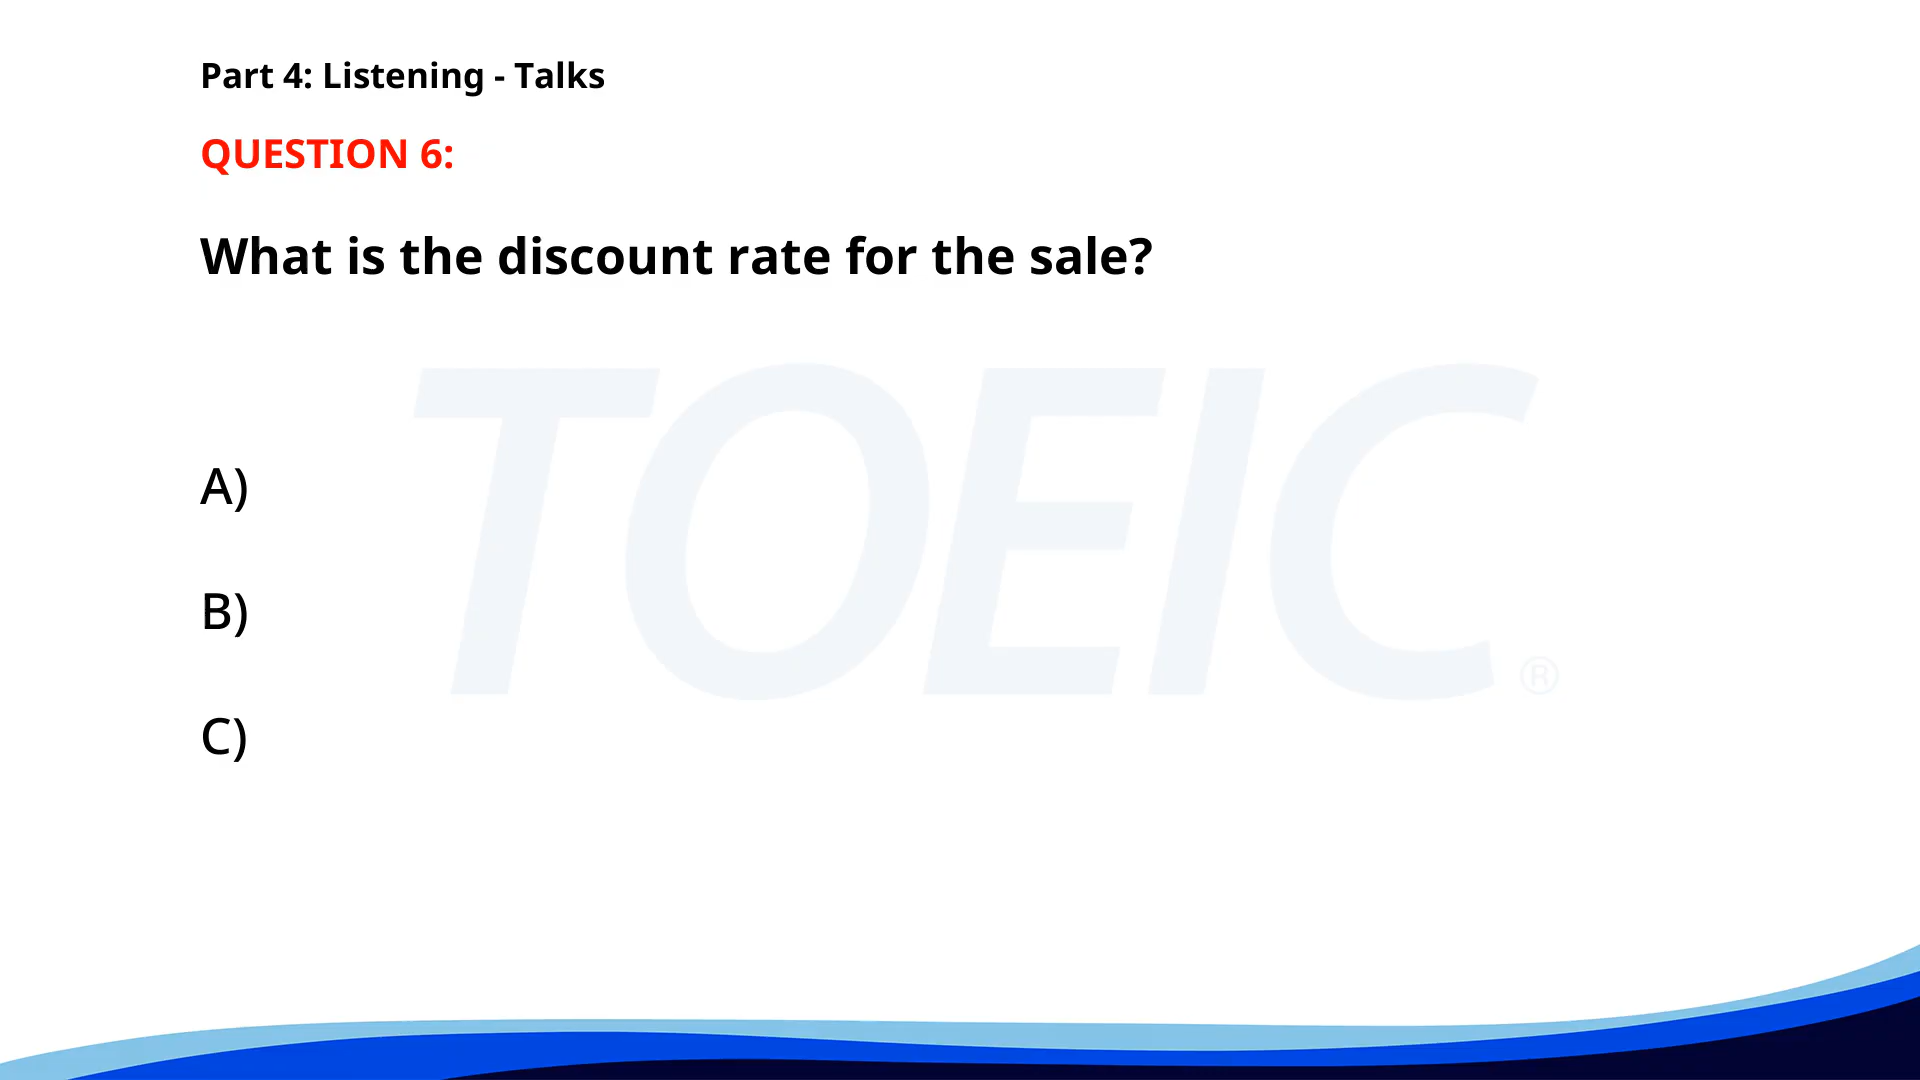 Part 4: Listening - Talks
QUESTION 6:
What is the discount rate for the sale?
TOEIC®
A)
B)
C)